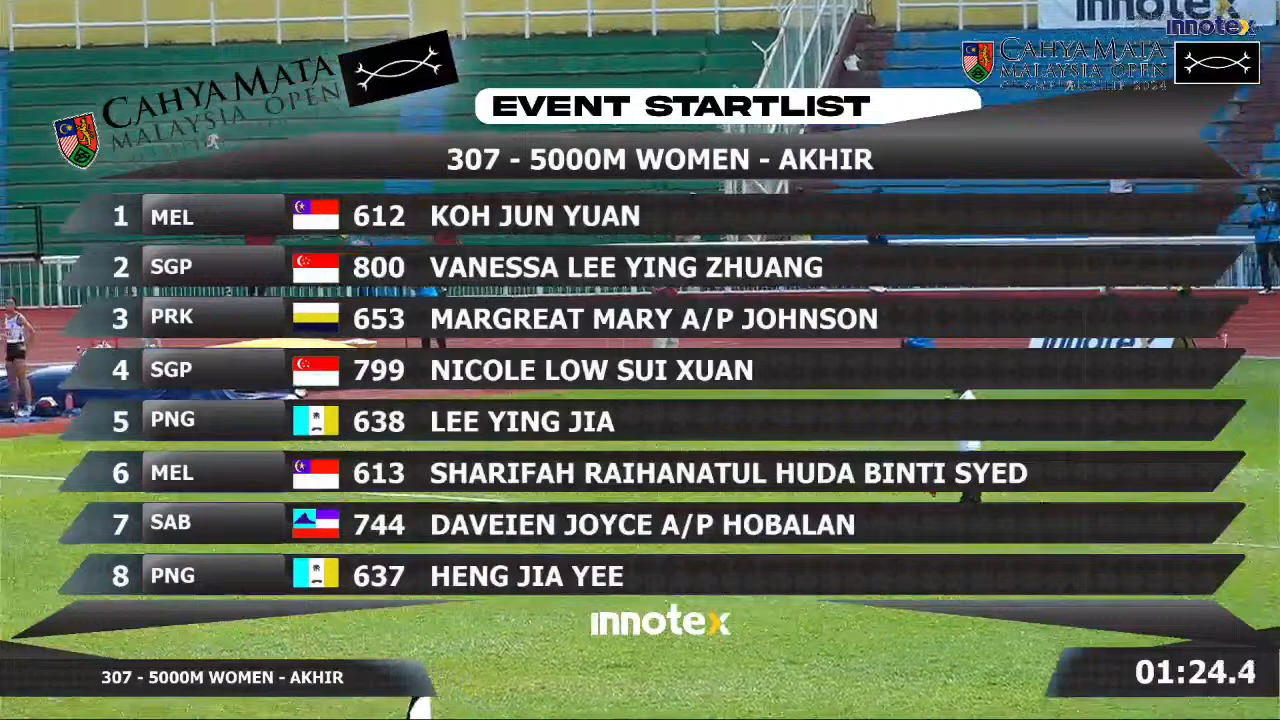 innotex
innotex
CAHYA MATA
MALAYSIA OPEN
CAHYA MATA
MALAYSIA OPEN
CHAMPIONSHIP 2024
EVENT STARTLIST
307 - 5000M WOMEN - AKHIR
1 MEL 612 KOH JUN YUAN
2 SGP 800 VANESSA LEE YING ZHUANG
3 PRK 653 MARGREAT MARY A/P JOHNSON
4 SGP 799 NICOLE LOW SUI XUAN
5 PNG 638 LEE YING JIA
6 MEL 613 SHARIFAH RAIHANATUL HUDA BINTI SYED
7 SAB 744 DAVEIEN JOYCE A/P HOBALAN
8 PNG 637 HENG JIA YEE
innotex
307 - 5000M WOMEN - AKHIR
01:24.4